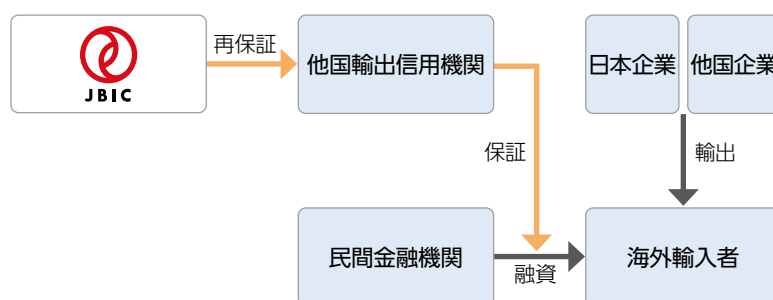 JBIC
再保証
他国輸出信用機関
日本企業
他国企業
保証
輸出
民間金融機関
融資
海外輸入者